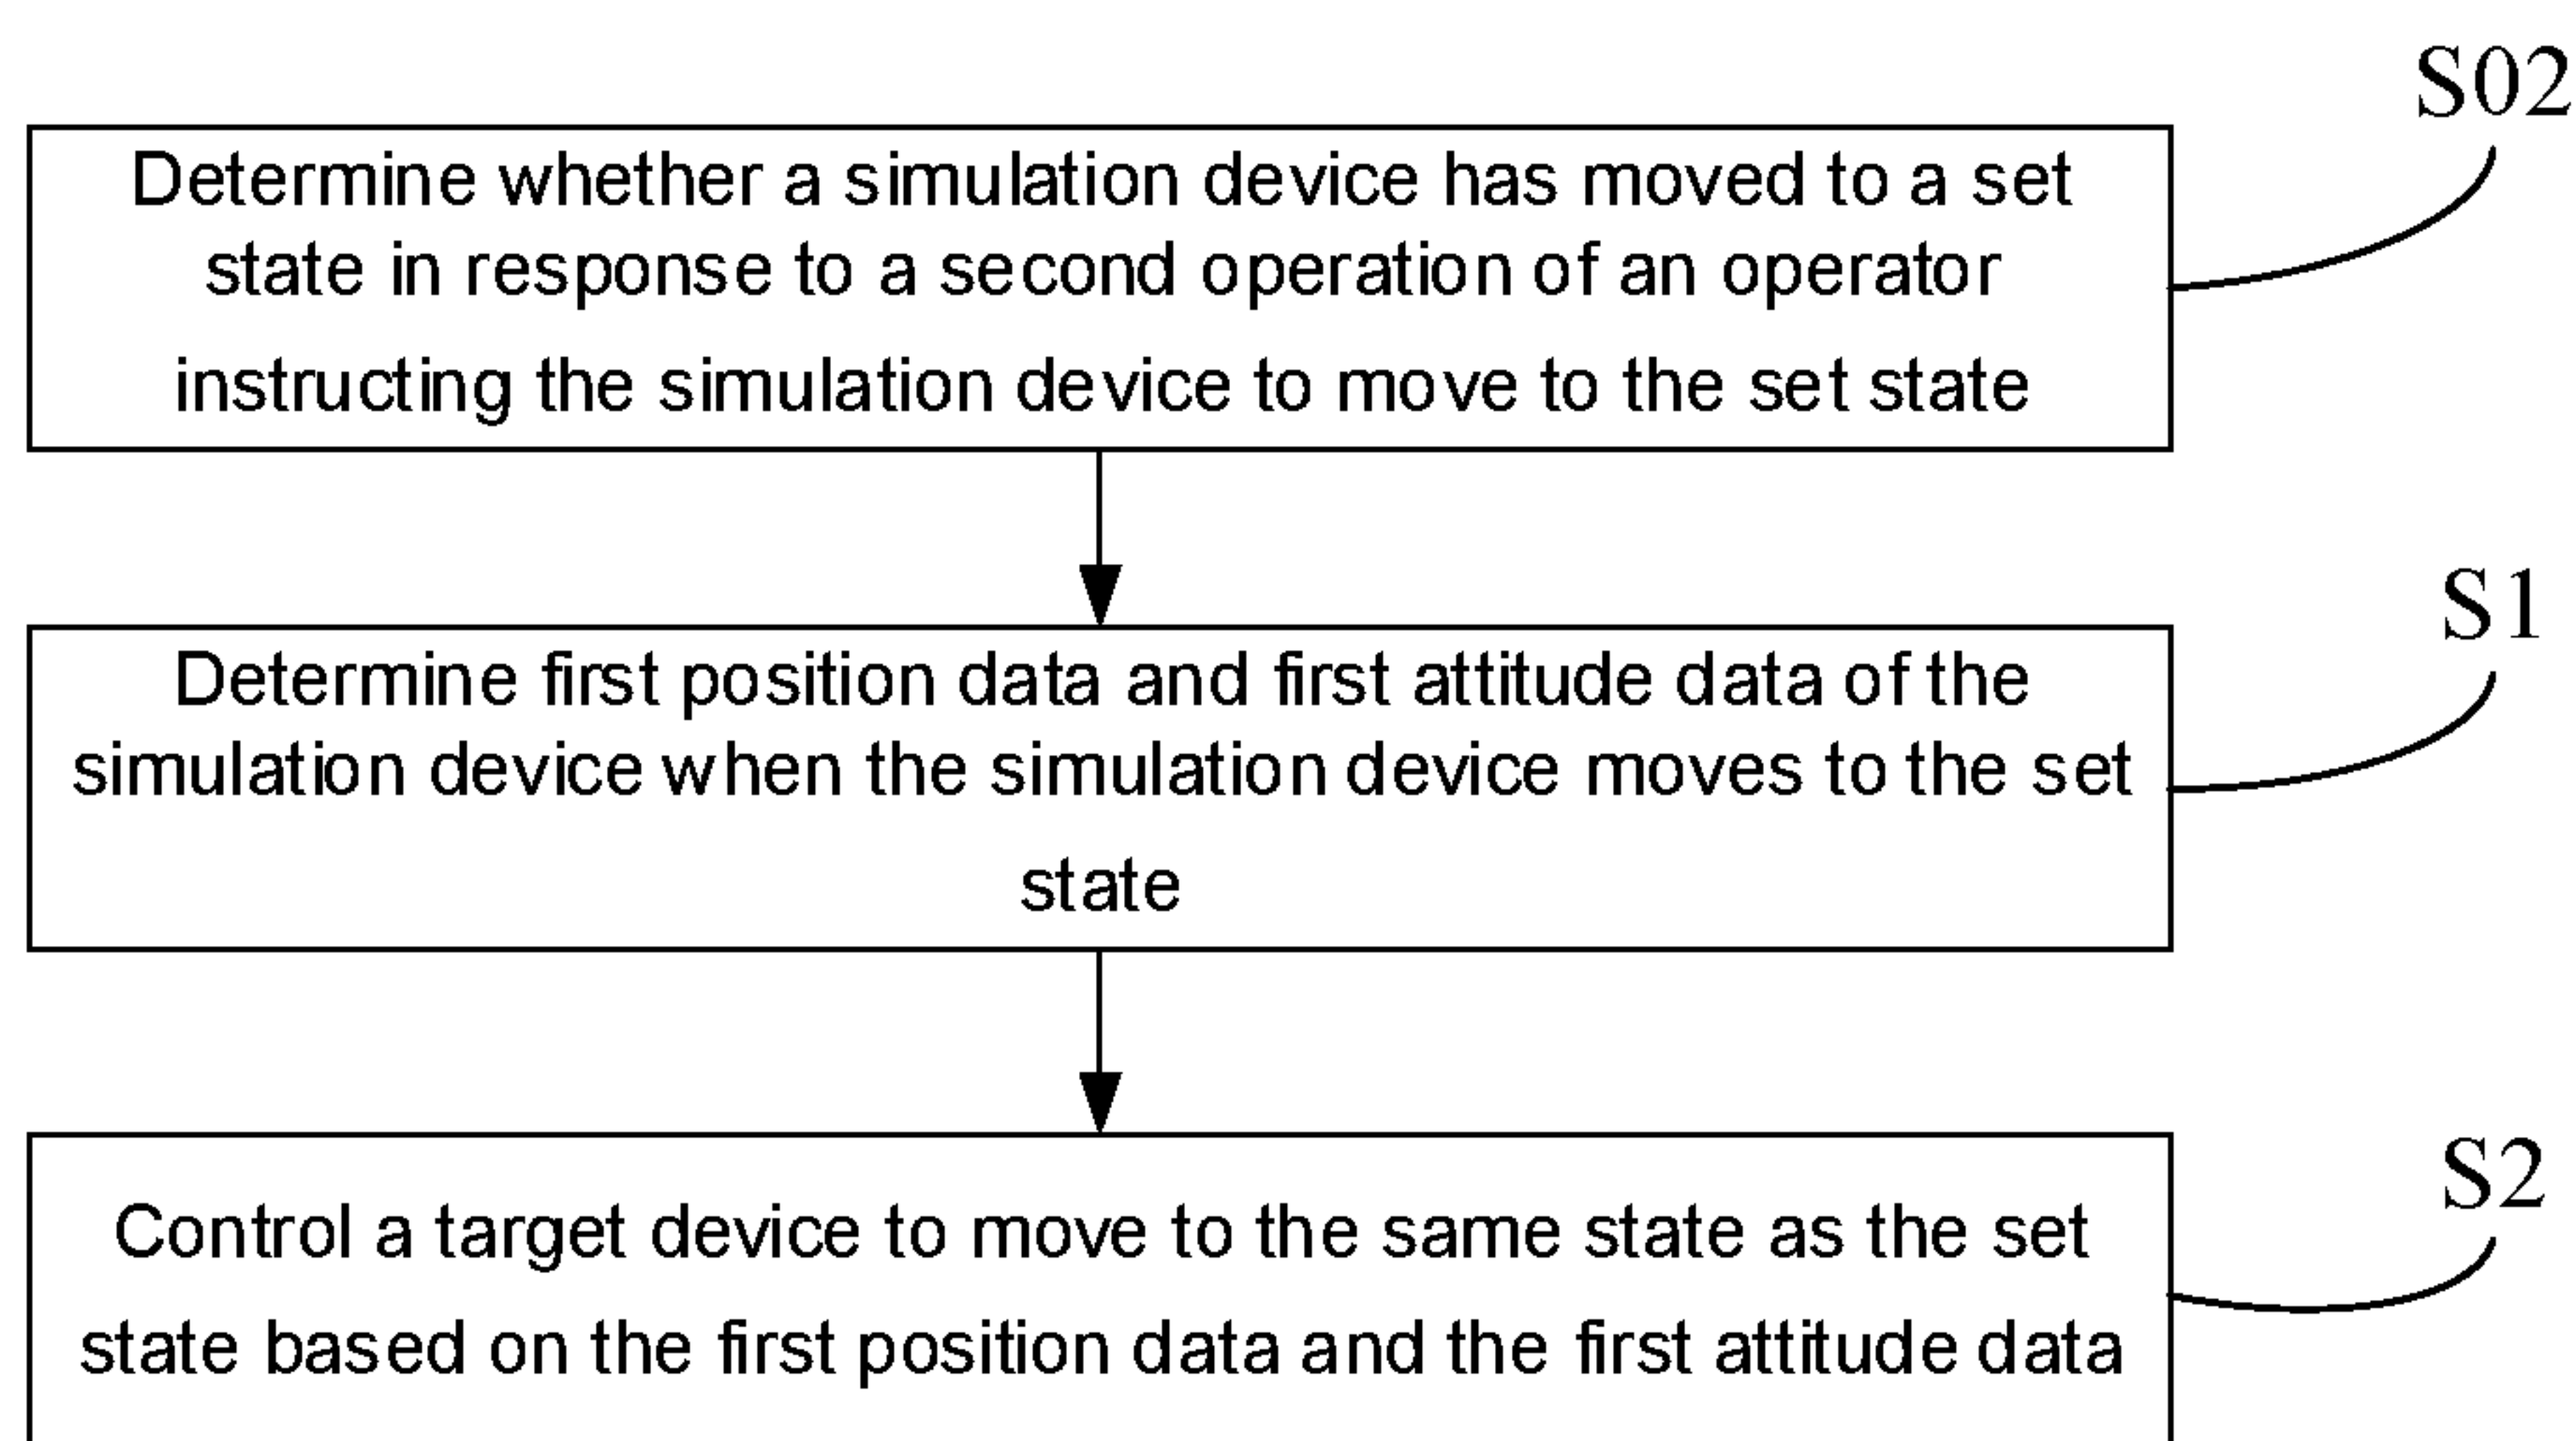 S02
Determine whether a simulation device has moved to a set
state in response to a second operation of an operator
instructing the simulation device to move to the set state
S1
Determine first position data and first attitude data of the
simulation device when the simulation device moves to the set
state
S2
Control a target device to move to the same state as the set
state based on the first position data and the first attitude data